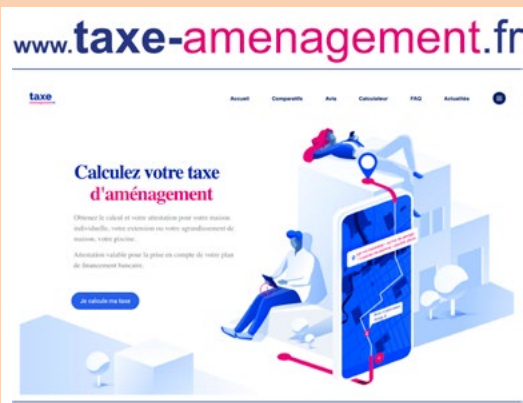 www.taxe-amenagement.fr
taxe
amenagement
Accueil Comparatifs Avis Calculateur FAQ Actualités
Calculez votre taxe
d'aménagement
Obtenez le calcul et votre attestation pour votre maison
individuelle, votre extension ou votre agrandissement de
maison, votre piscine.
Attestation valable pour la prise en compte de votre plan
de financement bancaire.
Je calcule ma taxe